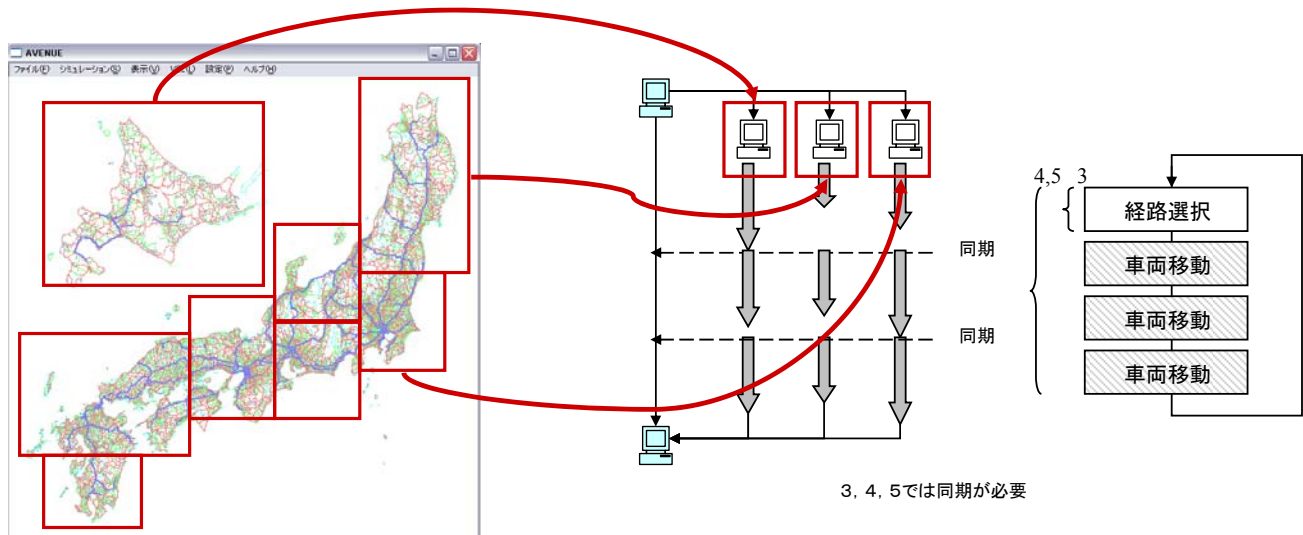 AVENUE
ファイル(F) シミュレーション(S) 表示(V) 設定(P) ヘルプ(H)
4,5 3
経路選択
車両移動
車両移動
車両移動
同期
同期
3, 4, 5では同期が必要